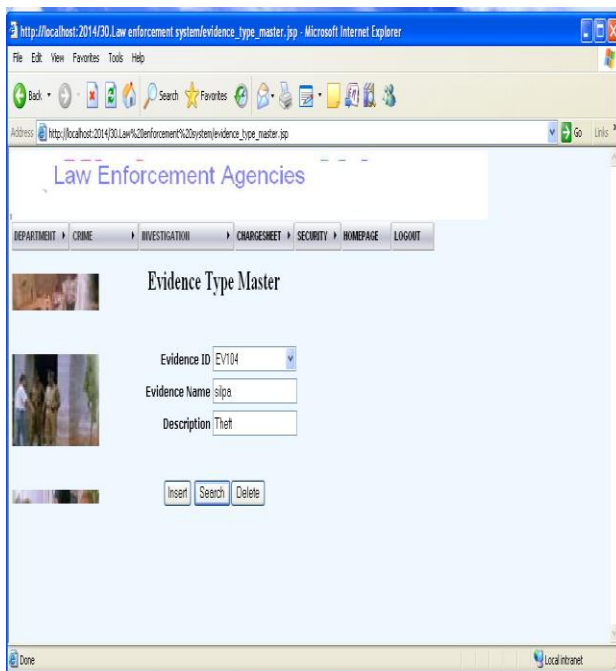 http://localhost:2014/30.Law enforcement system/evidence_type_master.jsp - Microsoft Internet Explorer
File Edit View Favorites Tools Help
Back Search Favorites
Address http://localhost:2014/30.Law%20enforcement%20system/evidence_type_master.jsp Go Links
Law Enforcement Agencies
DEPARTMENT CRIME INVESTIGATION CHARGESHEET SECURITY HOMEPAGE LOGOUT
Evidence Type Master
Evidence ID EV104
Evidence Name silpa
Description Theft
Insert Search Delete
Done Local intranet